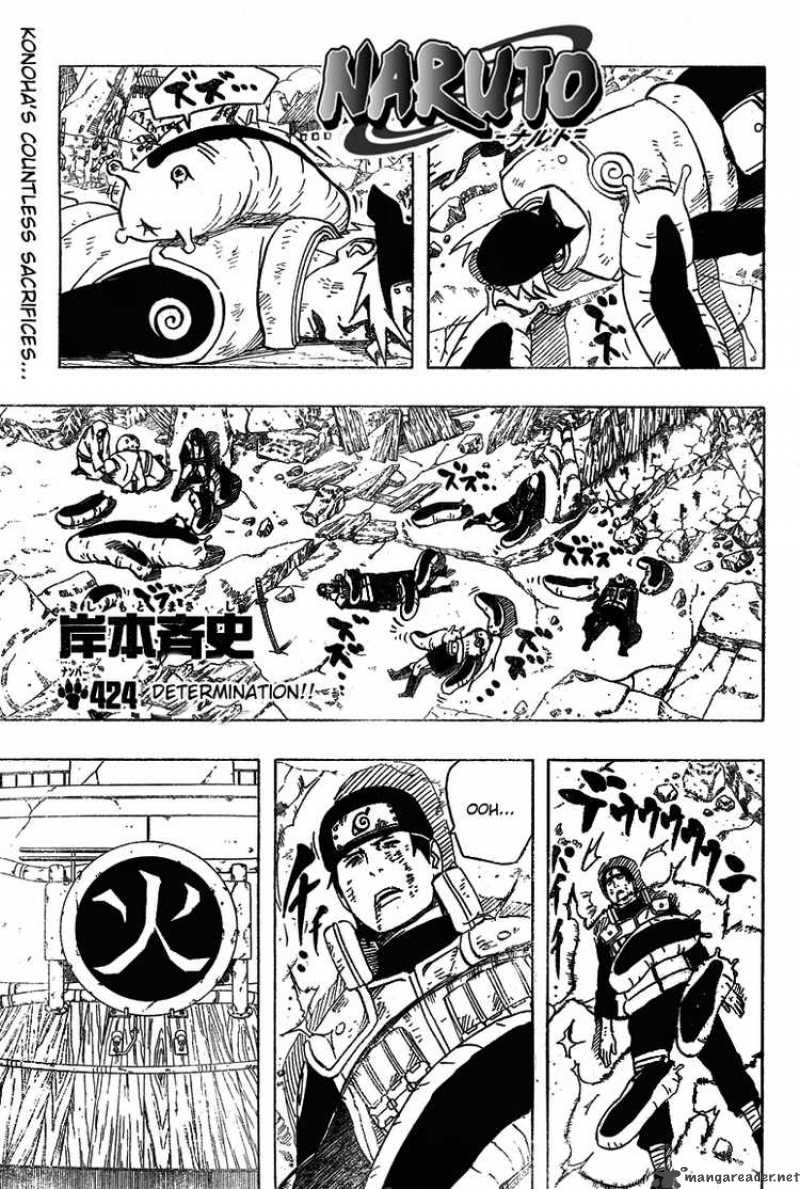 KONOHA'S COUNTLESS SACRIFICES...
NARUTO
-ナルト-
ズズ
ズズ…
ズズ…
ズズズ
ズズ
岸本斉史
ナンバー
424 DETERMINATION!!
OOH...
火
mangareader.net